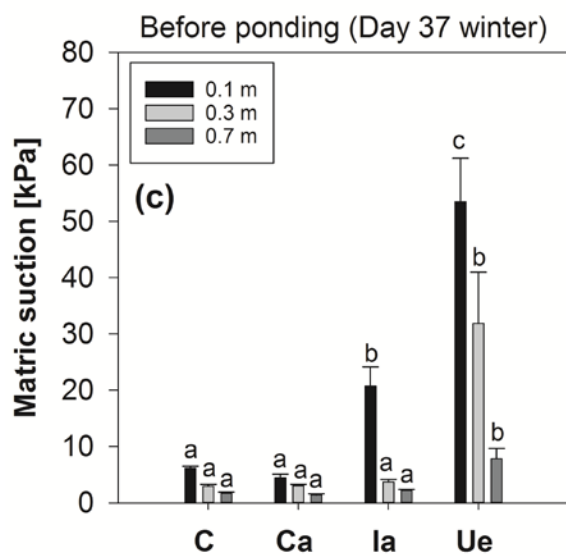 Before ponding (Day 37 winter)
Matric suction [kPa]
80
70
60
50
40
30
20
10
0
0.1 m
0.3 m
0.7 m
(c)
a a a
a a a
b a a
c b b
C Ca Ia Ue